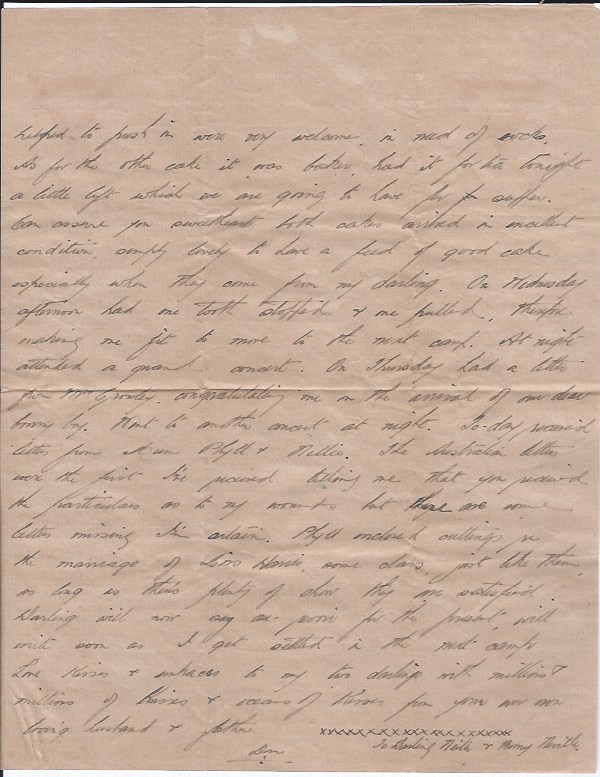 helped to push in were very welcome, in need of socks.
As for the other cake it was better, had it for tea tonight
a little left which we are going to have for supper.
Can assure you sweetheart both cakes arrived in excellent
condition, simply lovely to have a feed of good cake
especially when they come from my darling. On Wednesday
afternoon had one tooth stopped & one pulled, therefore
making me fit to move to the next camp. At night
attended a grand concert. On Thursday had a letter
from Mrs Growley, congratulating me on the arrival of our dear
bonny boy. Went to another concert at night. To-day received
letters from Mum Phyll & Nellie. The Australian letters
were the first I've received telling me that you received
the particulars as to my wounds but there are some
letters missing I'm certain. Phyll enclosed cuttings re
the marriage of Miss Harris, some class, just like them,
as long as there's plenty of show they are satisfied.
Darling will now say au-revoir for the present, will
write soon as I get settled in the next camp.
Love Kisses & embraces to my two darlings with millions &
millions of kisses & oceans of kisses from your own
loving husband & father
Dom
xxxxxxxxxxxxxxxxxxxxx
To Darling & Bonny Neville.